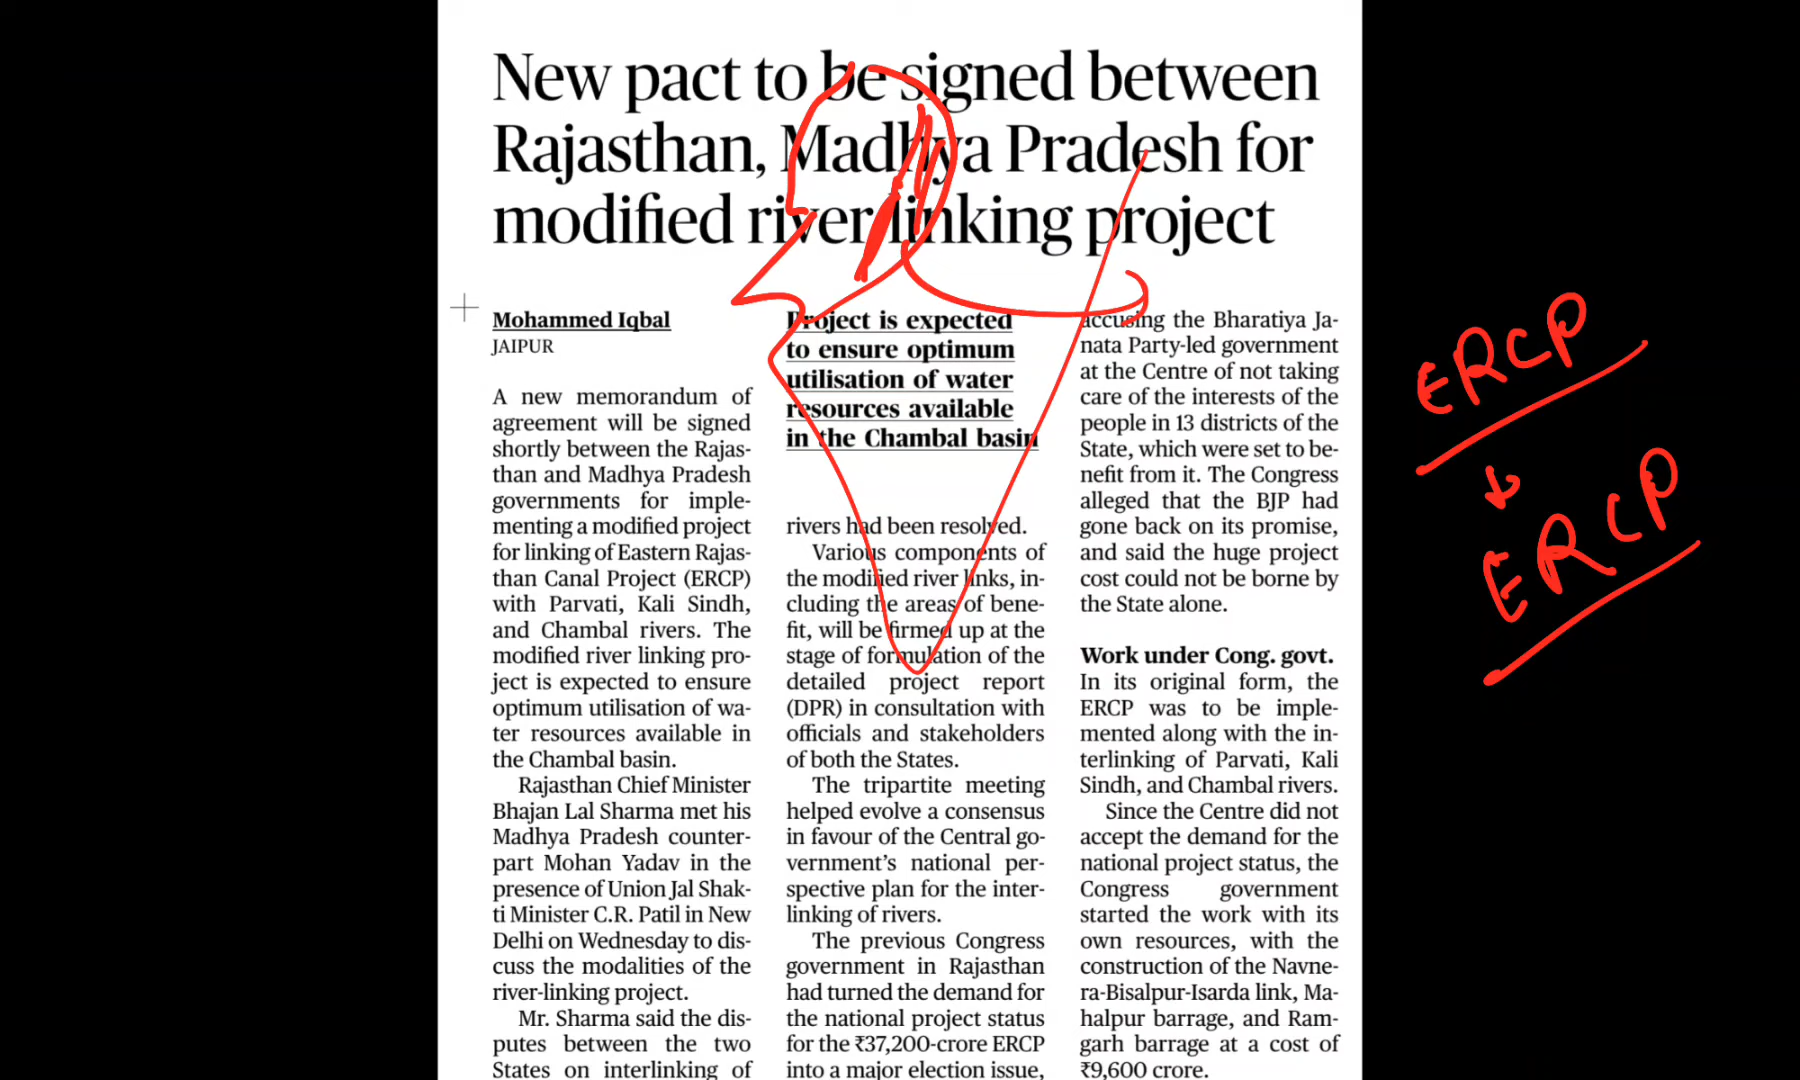 New pact to be signed between
Rajasthan, Madhya Pradesh for
modified river linking project
Mohammed Iqbal
JAIPUR
A new memorandum of
agreement will be signed
shortly between the Rajas-
than and Madhya Pradesh
governments for imple-
menting a modified project
for linking of Eastern Rajas-
than Canal Project (ERCP)
with Parvati, Kali Sindh,
and Chambal rivers. The
modified river linking pro-
ject is expected to ensure
optimum utilisation of wa-
ter resources available in
the Chambal basin.
Rajasthan Chief Minister
Bhajan Lal Sharma met his
Madhya Pradesh counter-
part Mohan Yadav in the
presence of Union Jal Shak-
ti Minister C.R. Patil in New
Delhi on Wednesday to dis-
cuss the modalities of the
river-linking project.
Mr. Sharma said the dis-
putes between the two
States on interlinking of
Project is expected
to ensure optimum
utilisation of water
resources available
in the Chambal basin
rivers had been resolved.
Various components of
the modified river links, in-
cluding the areas of bene-
fit, will be firmed up at the
stage of formulation of the
detailed project report
(DPR) in consultation with
officials and stakeholders
of both the States.
The tripartite meeting
helped evolve a consensus
in favour of the Central go-
vernment's national per-
spective plan for the inter-
linking of rivers.
The previous Congress
government in Rajasthan
had turned the demand for
the national project status
for the ₹37,200-crore ERCP
into a major election issue,
accusing the Bharatiya Ja-
nata Party-led government
at the Centre of not taking
care of the interests of the
people in 13 districts of the
State, which were set to be-
nefit from it. The Congress
alleged that the BJP had
gone back on its promise,
and said the huge project
cost could not be borne by
the State alone.
Work under Cong. govt.
In its original form, the
ERCP was to be imple-
mented along with the in-
terlinking of Parvati, Kali
Sindh, and Chambal rivers.
Since the Centre did not
accept the demand for the
national project status, the
Congress government
started the work with its
own resources, with the
construction of the Navne-
ra-Bisalpur-Isarda link, Ma-
halpur barrage, and Ram-
garh barrage at a cost of
₹9,600 crore.
ERCP
ERCP